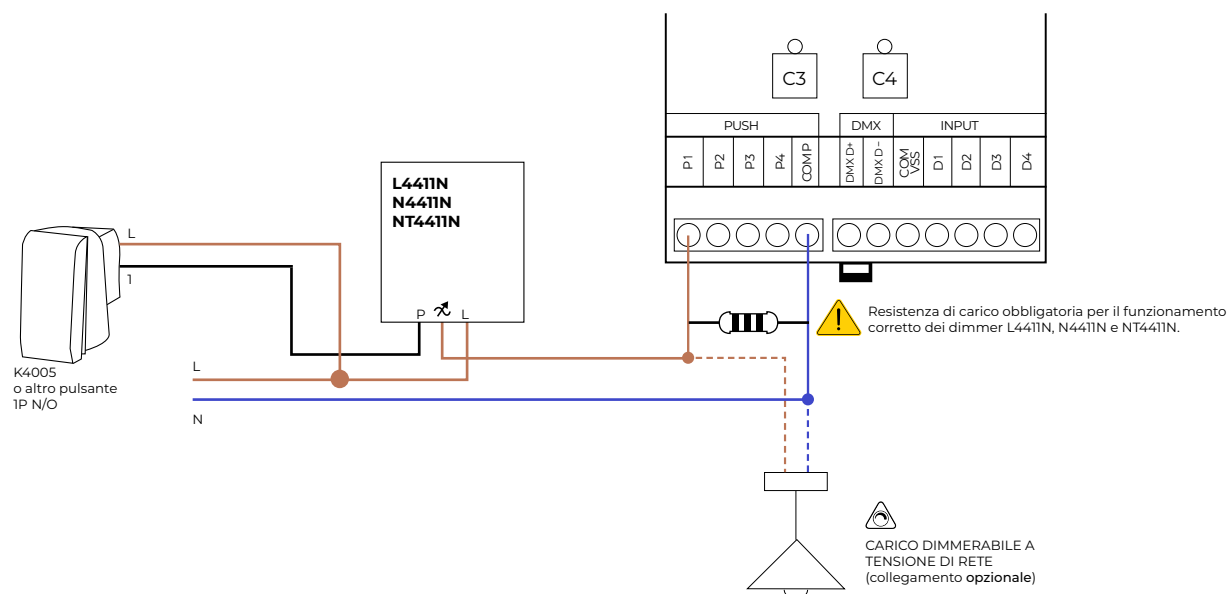 C3
C4
PUSH
DMX
INPUT
P1
P2
P3
P4
COM P
DMX D+
DMX D−
COM VSS
D1
D2
D3
D4
L4411N
N4411N
NT4411N
P
L
L
1
K4005
o altro pulsante
1P N/O
L
N
Resistenza di carico obbligatoria per il funzionamento
corretto dei dimmer L4411N, N4411N e NT4411N.
CARICO DIMMERABILE A
TENSIONE DI RETE
(collegamento opzionale)